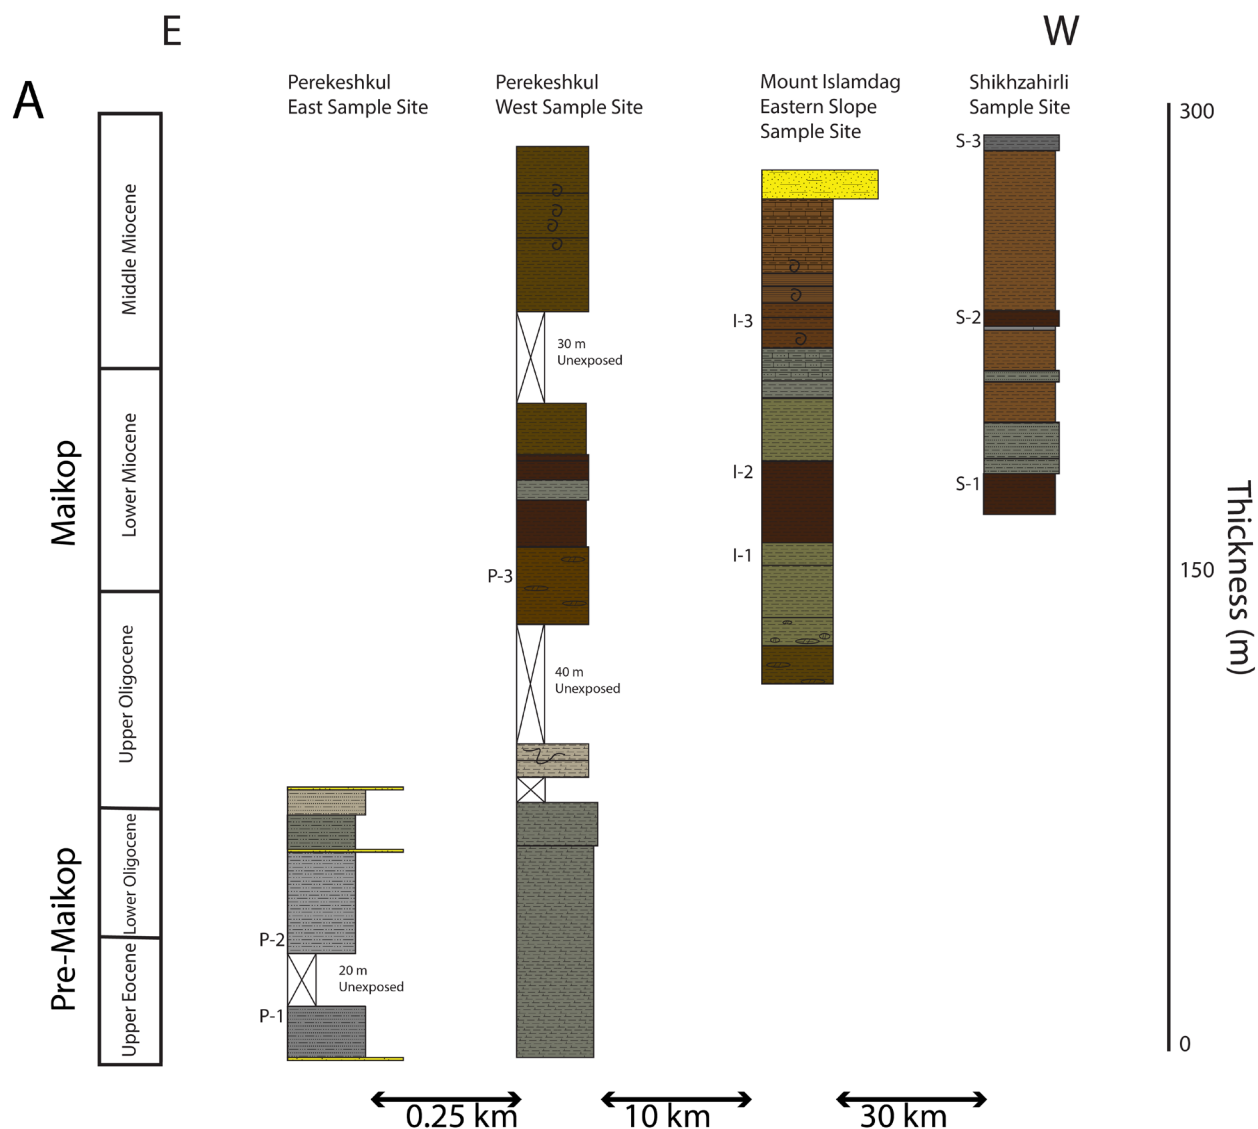 E
W
A
Perekeshkul
East Sample Site
Perekeshkul
West Sample Site
Mount Islamdag
Eastern Slope
Sample Site
Shikhzahirli
Sample Site
300
S-3
Middle Miocene
S-2
I-3
30 m
Unexposed
Maikop
Lower Miocene
I-2
S-1
I-1
150
P-3
Thickness (m)
Upper Oligocene
40 m
Unexposed
Pre-Maikop
Lower Oligocene
P-2
20 m
Unexposed
Upper Eocene
P-1
0
0.25 km
10 km
30 km